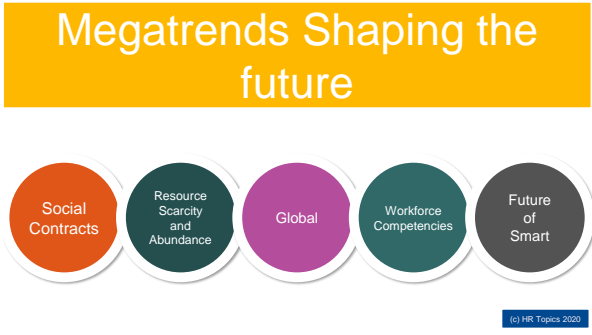 Megatrends Shaping the
future
Social
Contracts
Resource
Scarcity
and
Abundance
Global
Workforce
Competencies
Future
of
Smart
(c) HR Topics 2020